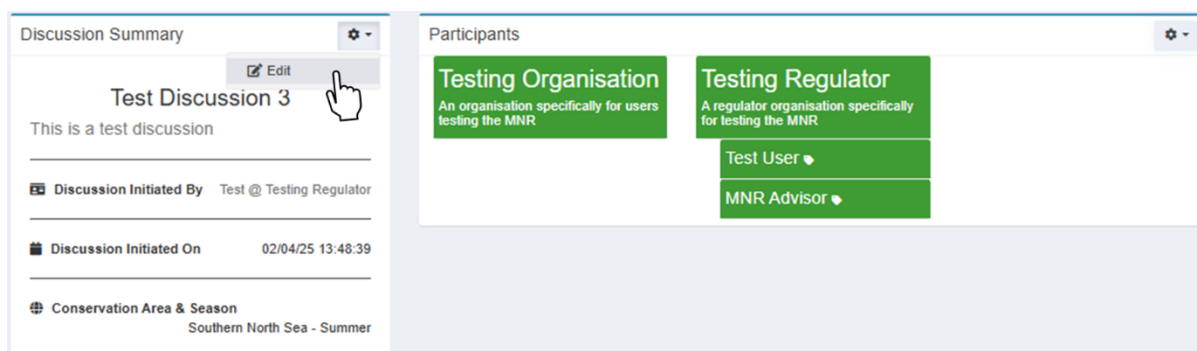 Discussion Summary
Edit
Test Discussion 3
This is a test discussion
Discussion Initiated By Test @ Testing Regulator
Discussion Initiated On 02/04/25 13:48:39
Conservation Area & Season
Southern North Sea - Summer
Participants
Testing Organisation
An organisation specifically for users
testing the MNR
Testing Regulator
A regulator organisation specifically
for testing the MNR
Test User
MNR Advisor